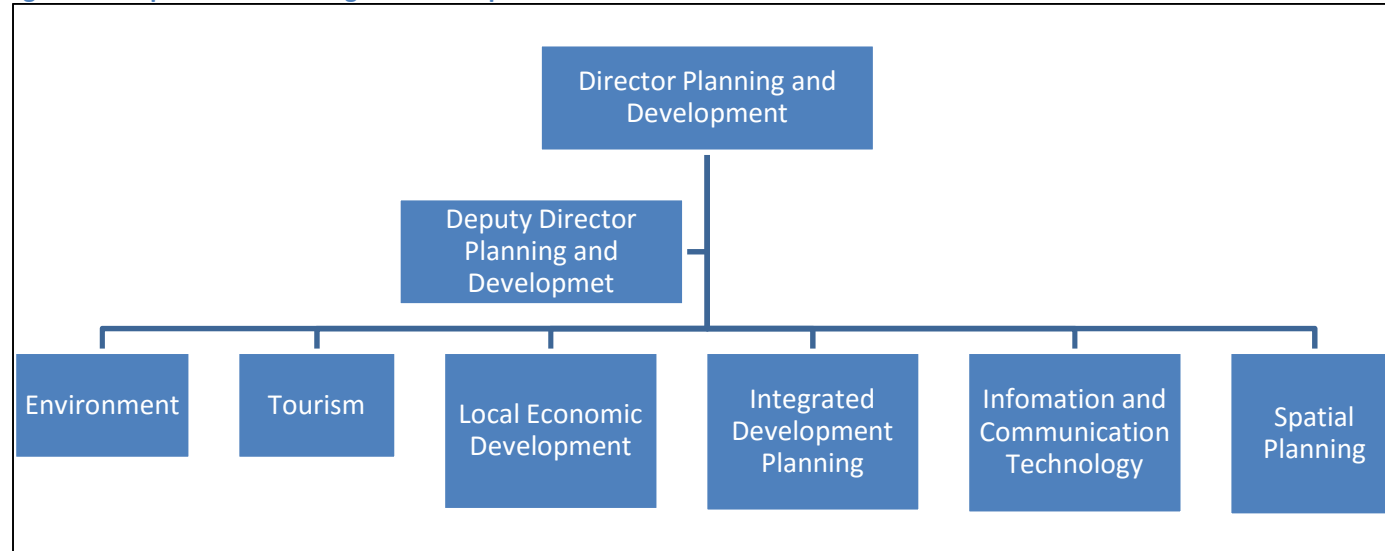 Director Planning and
Development
Deputy Director
Planning and
Developmet
Environment
Tourism
Local Economic
Development
Integrated
Development
Planning
Infomation and
Communication
Technology
Spatial
Planning